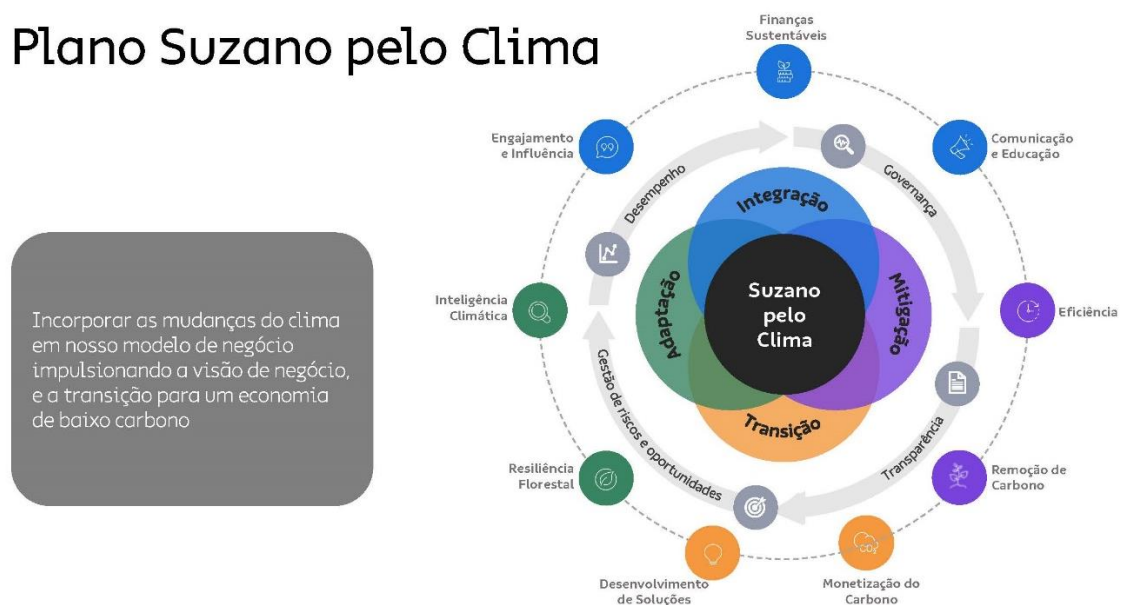 Plano Suzano pelo Clima
Incorporar as mudanças do clima
em nosso modelo de negócio
impulsionando a visão de negócio,
e a transição para um economia
de baixo carbono
Finanças
Sustentáveis
Engajamento
e Influência
Comunicação
e Educação
Desempenho
Governança
Integração
Inteligência
Climática
Adaptação
Suzano
pelo
Clima
Mitigação
Eficiência
Gestão de riscos e oportunidades
Transição
Transparência
Resiliência
Florestal
Remoção de
Carbono
CO₂
Desenvolvimento
de Soluções
Monetização do
Carbono